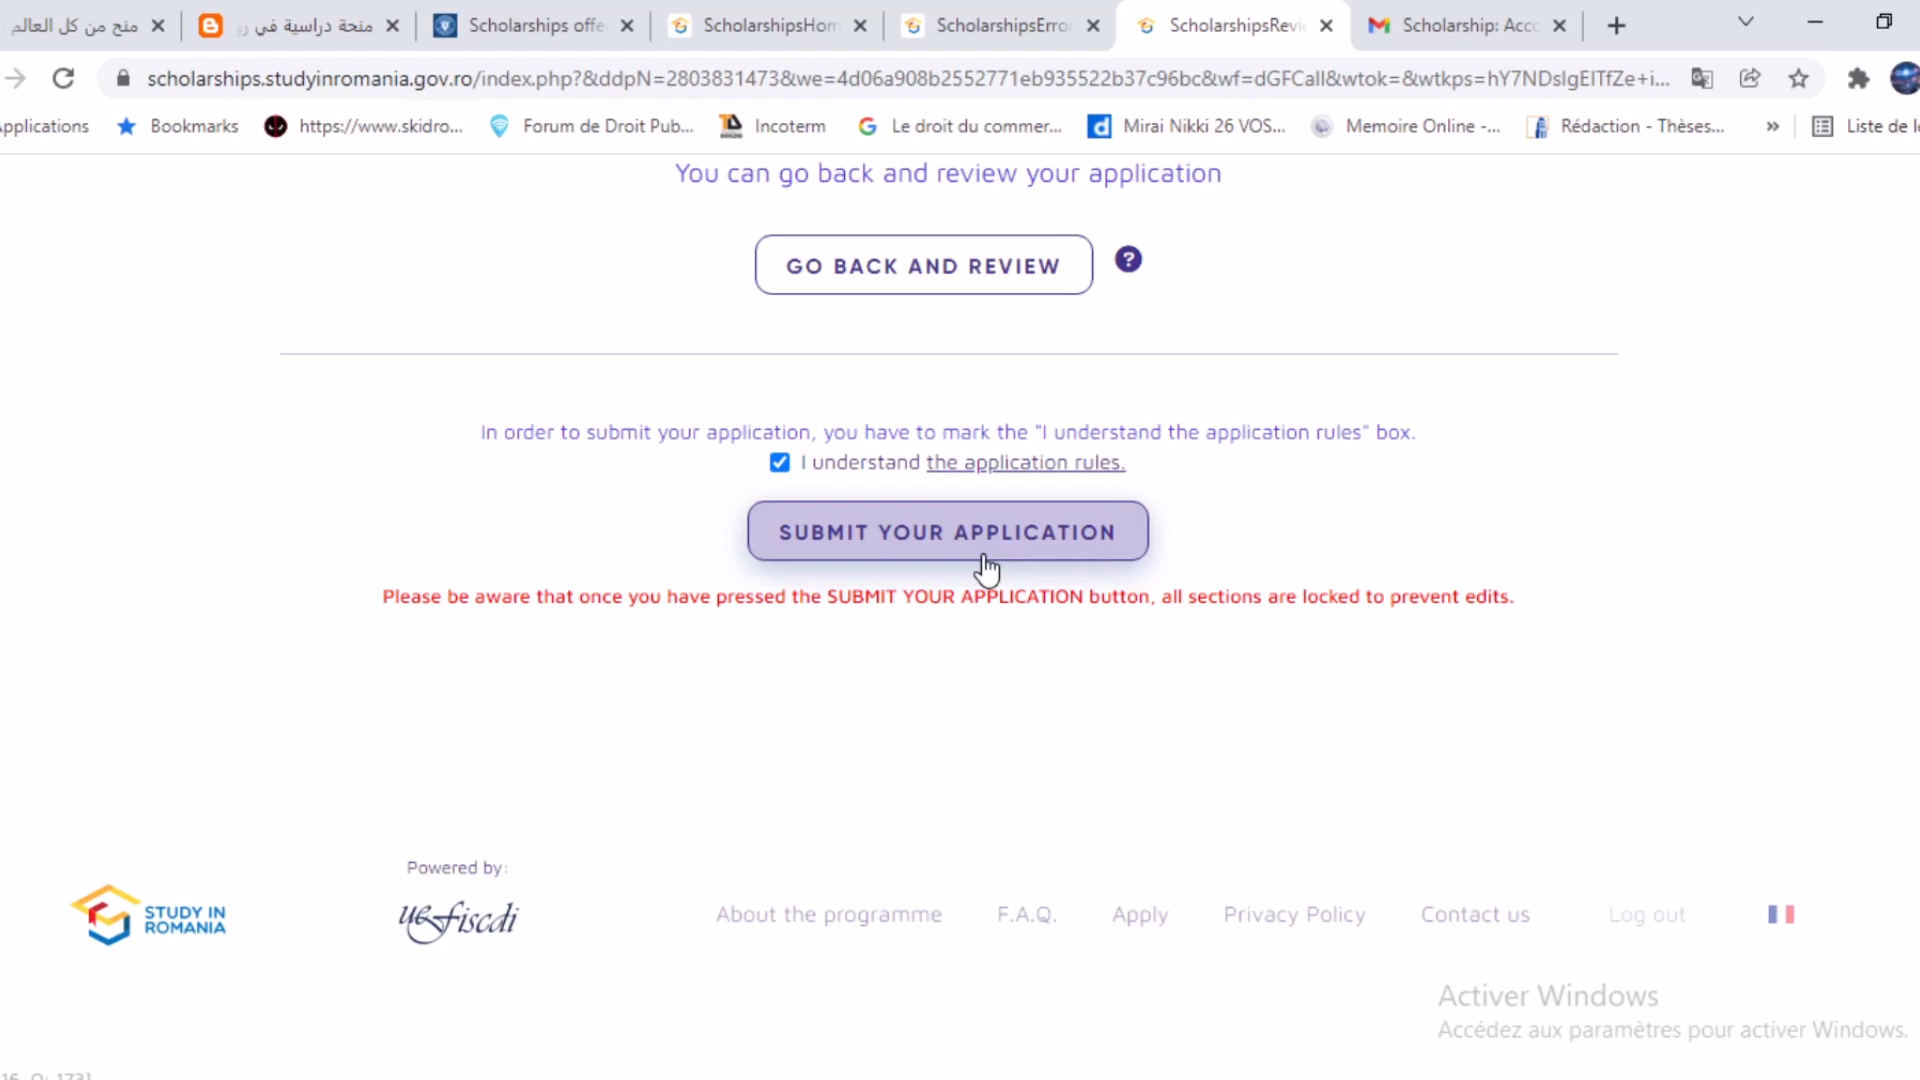 منح من كل العالم
منحة دراسية في رو
Scholarships offe
ScholarshipsHom
ScholarshipsErro
ScholarshipsRevi
Scholarship: Acco
scholarships.studyinromania.gov.ro/index.php?&ddpN=2803831473&we=4d06a908b2552771eb935522b37c96bc&wf=dGFCall&wtok=&wtkps=hY7NDsIgEITfZe+i...
pplications
Bookmarks
https://www.skidro...
Forum de Droit Pub...
Incoterm
Le droit du commer...
Mirai Nikki 26 VOS...
Memoire Online -...
Rédaction - Thèses...
»
Liste de l
You can go back and review your application
GO BACK AND REVIEW
?
In order to submit your application, you have to mark the "I understand the application rules" box.
I understand the application rules.
SUBMIT YOUR APPLICATION
Please be aware that once you have pressed the SUBMIT YOUR APPLICATION button, all sections are locked to prevent edits.
Powered by:
STUDY IN
ROMANIA
uefiscdi
About the programme
F.A.Q.
Apply
Privacy Policy
Contact us
Log out
Activer Windows
Accédez aux paramètres pour activer Windows.